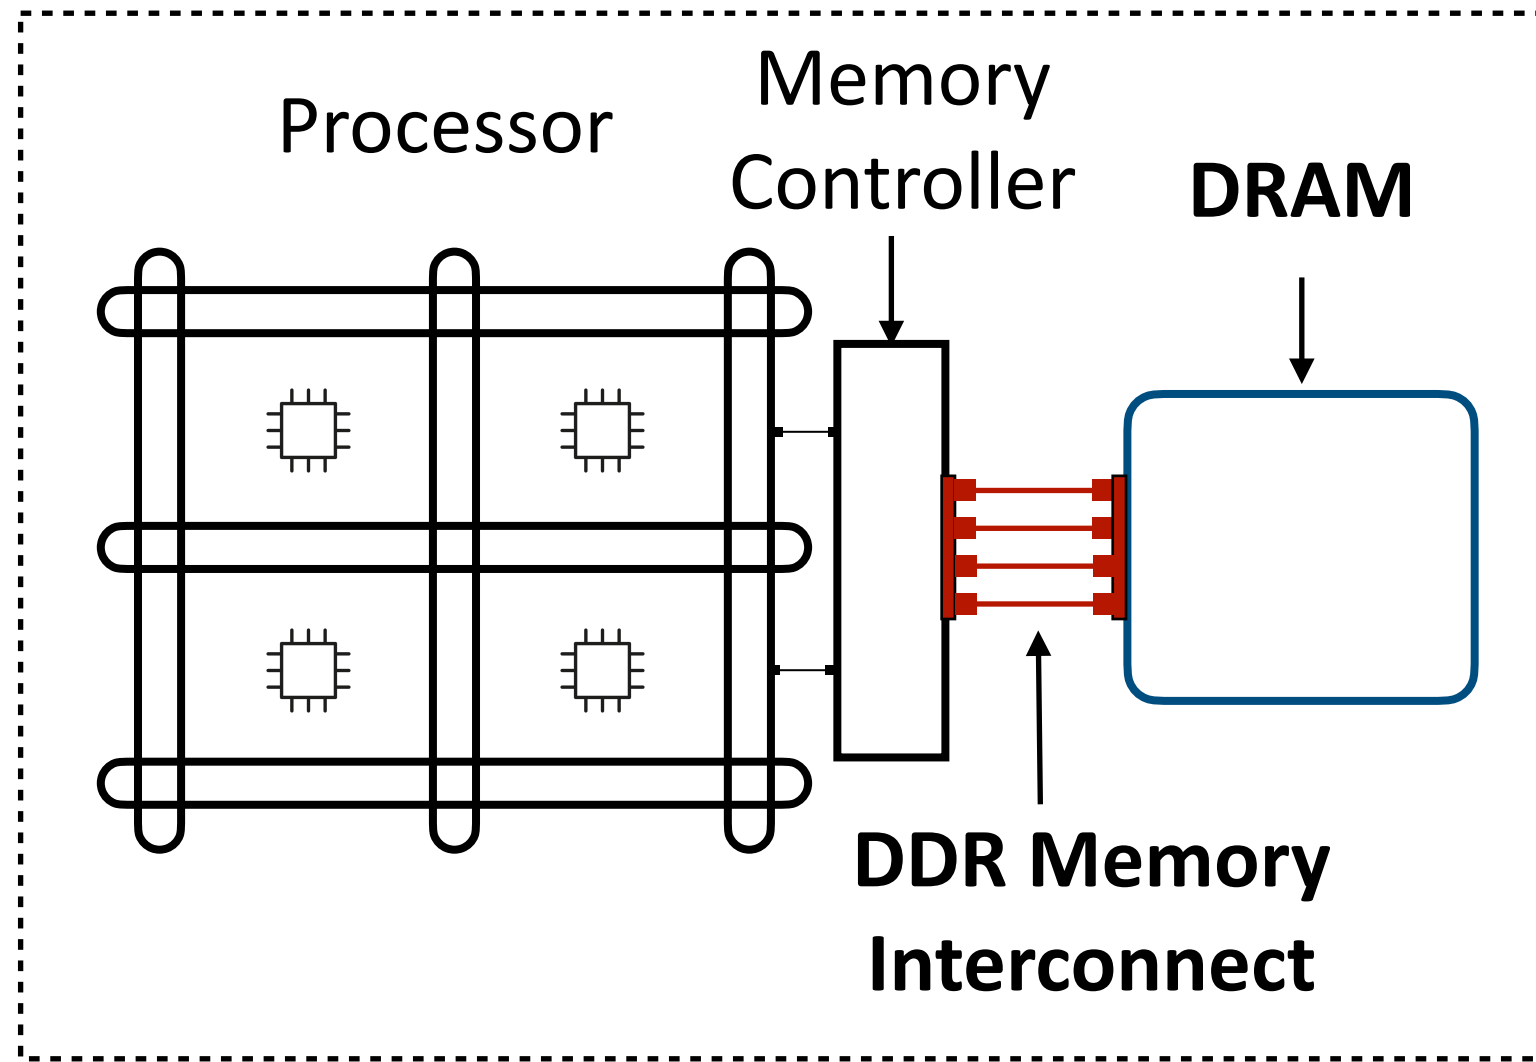 Processor
Memory
Controller
DRAM
DDR Memory
Interconnect